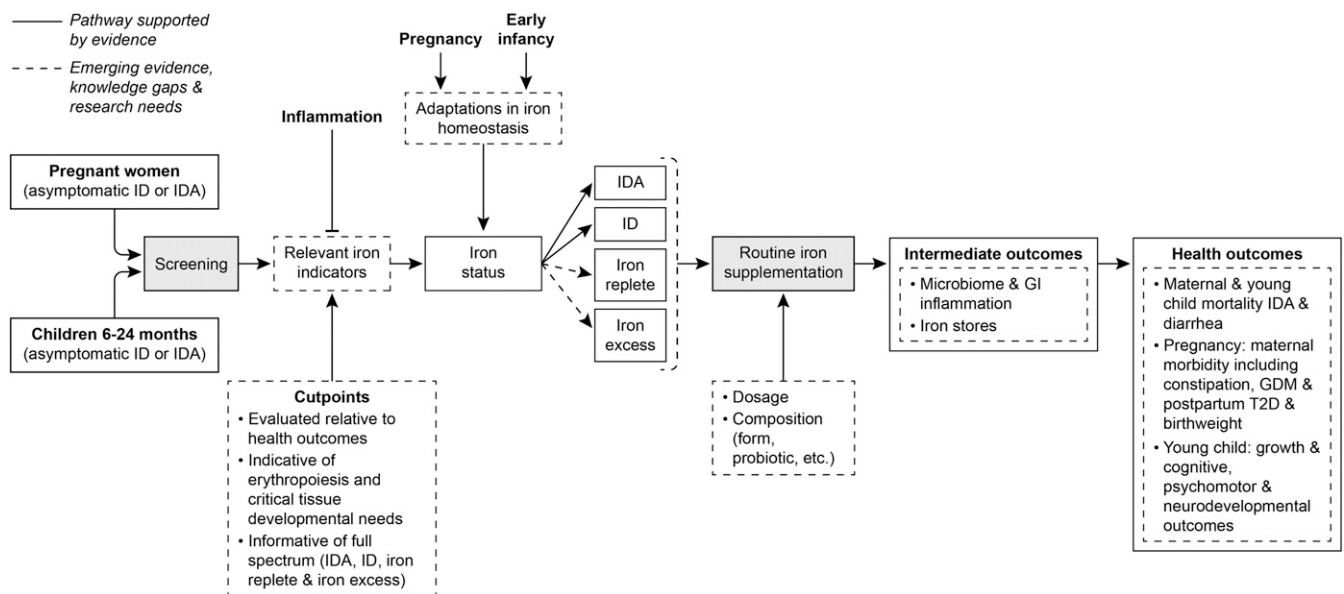 Pathway supported
by evidence
Emerging evidence,
knowledge gaps &
research needs
Pregnancy
Early
infancy
Adaptations in iron
homeostasis
Inflammation
Pregnant women
(asymptomatic ID or IDA)
Children 6-24 months
(asymptomatic ID or IDA)
Screening
Relevant iron
indicators
Cutpoints
• Evaluated relative to
health outcomes
• Indicative of
erythropoiesis and
critical tissue
developmental needs
• Informative of full
spectrum (IDA, ID, iron
replete & iron excess)
Iron
status
IDA
ID
Iron
replete
Iron
excess
Routine iron
supplementation
• Dosage
• Composition
(form,
probiotic, etc.)
Intermediate outcomes
• Microbiome & GI
inflammation
• Iron stores
Health outcomes
• Maternal & young
child mortality IDA &
diarrhea
• Pregnancy: maternal
morbidity including
constipation, GDM &
postpartum T2D &
birthweight
• Young child: growth &
cognitive,
psychomotor &
neurodevelopmental
outcomes